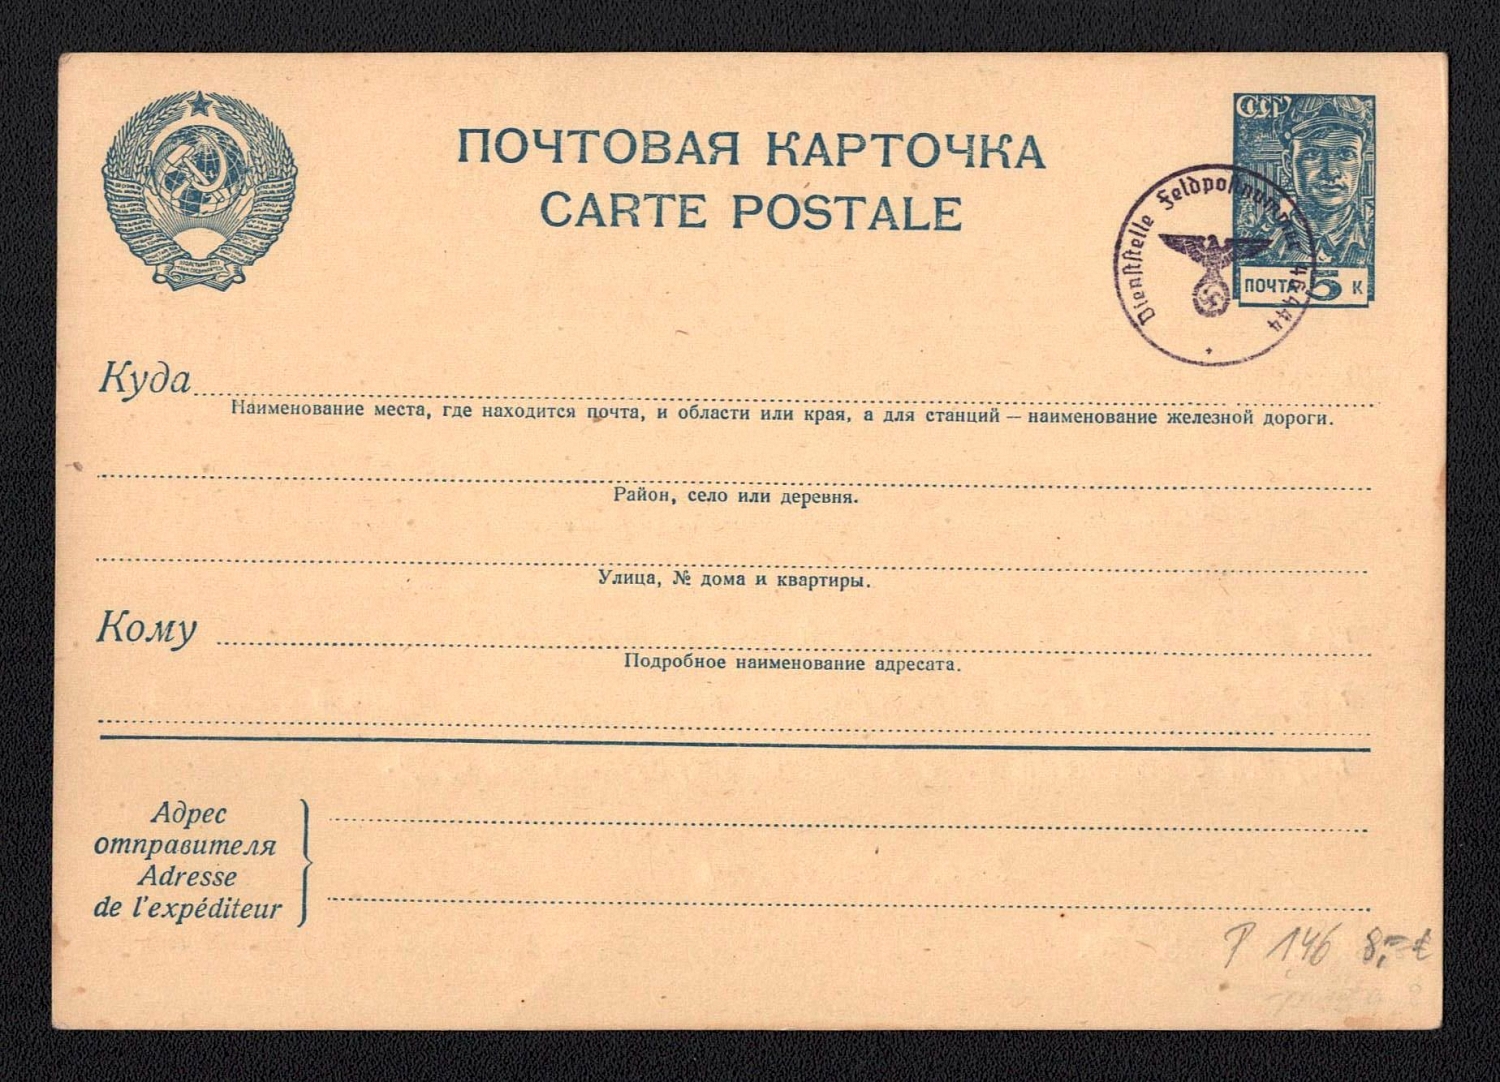 ПОЧТОВАЯ КАРТОЧКА
CARTE POSTALE
СССР
ПОЧТА 5 К
Dienststelle Feldpostnummer 46444
Куда
Наименование места, где находится почта, и области или края, а для станций — наименование железной дороги.
Район, село или деревня.
Улица, № дома и квартиры.
Кому
Подробное наименование адресата.
Адрес
отправителя
Adresse
de l'expéditeur
P 146 8,- €